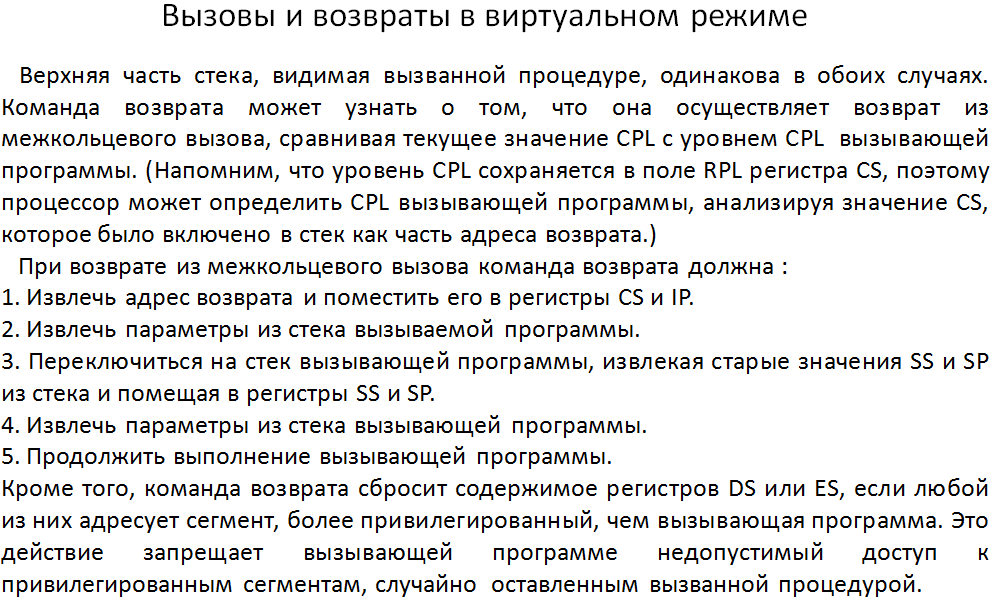 Вызовы и возвраты в виртуальном режиме
Верхняя часть стека, видимая вызванной процедуре, одинакова в обоих случаях.
Команда возврата может узнать о том, что она осуществляет возврат из
межкольцевого вызова, сравнивая текущее значение CPL с уровнем CPL вызывающей
программы. (Напомним, что уровень CPL сохраняется в поле RPL регистра CS, поэтому
процессор может определить CPL вызывающей программы, анализируя значение CS,
которое было включено в стек как часть адреса возврата.)
При возврате из межкольцевого вызова команда возврата должна :
1. Извлечь адрес возврата и поместить его в регистры CS и IP.
2. Извлечь параметры из стека вызываемой программы.
3. Переключиться на стек вызывающей программы, извлекая старые значения SS и SP
из стека и помещая в регистры SS и SP.
4. Извлечь параметры из стека вызывающей программы.
5. Продолжить выполнение вызывающей программы.
Кроме того, команда возврата сбросит содержимое регистров DS или ES, если любой
из них адресует сегмент, более привилегированный, чем вызывающая программа. Это
действие запрещает вызывающей программе недопустимый доступ к
привилегированным сегментам, случайно оставленным вызванной процедурой.